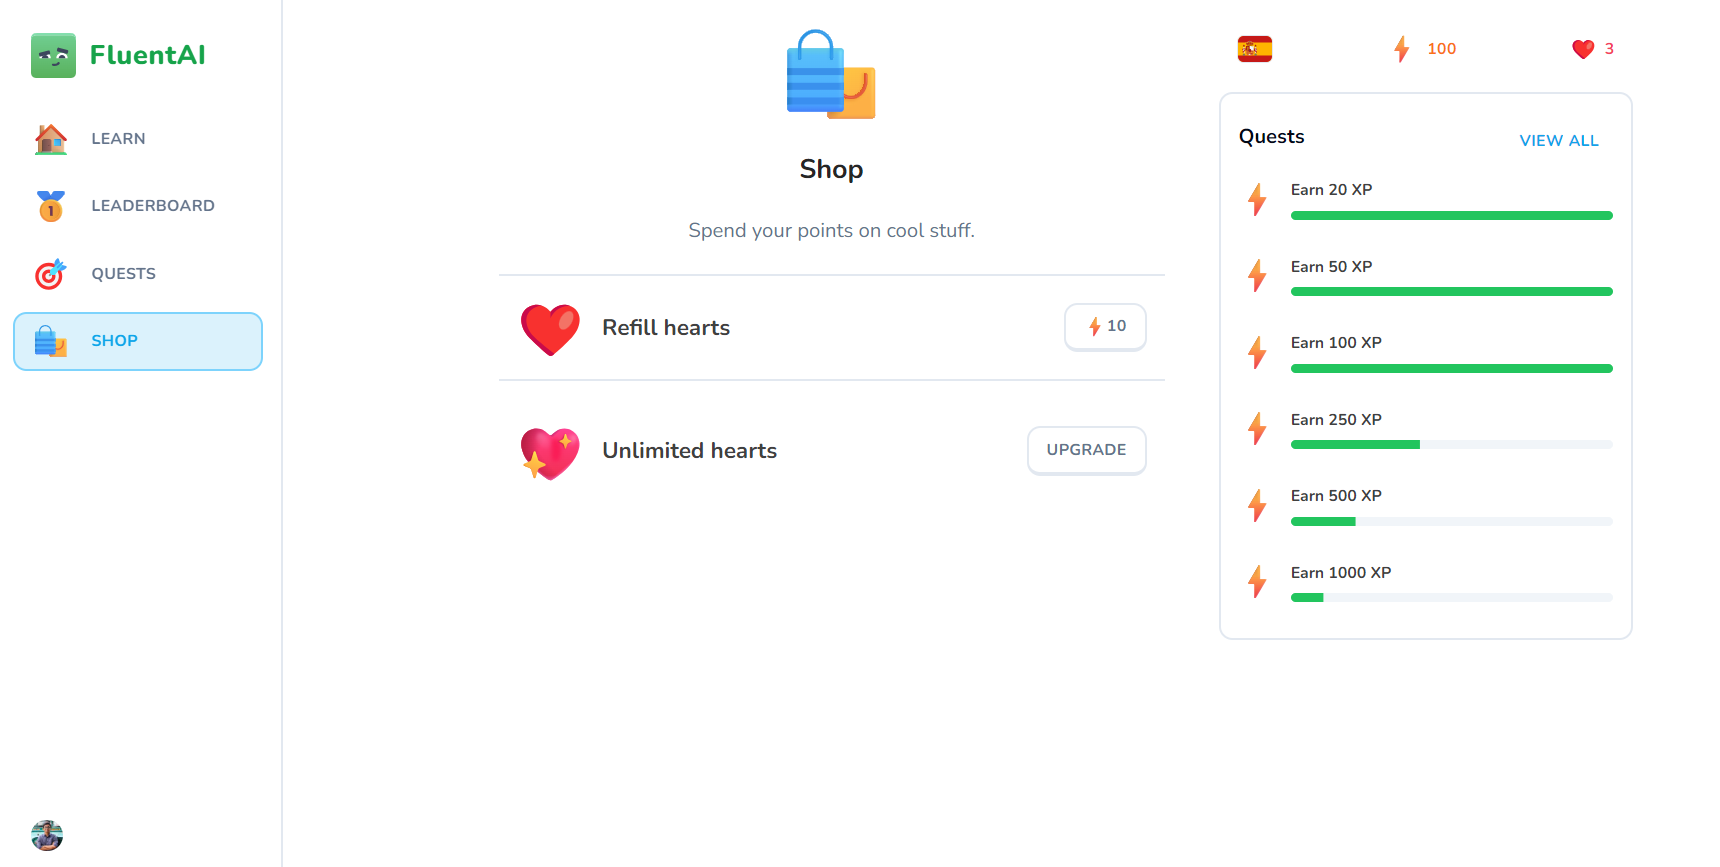 FluentAI
LEARN
LEADERBOARD
1
QUESTS
SHOP
Shop
Spend your points on cool stuff.
Refill hearts
10
Unlimited hearts
UPGRADE
100
3
Quests
VIEW ALL
Earn 20 XP
Earn 50 XP
Earn 100 XP
Earn 250 XP
Earn 500 XP
Earn 1000 XP